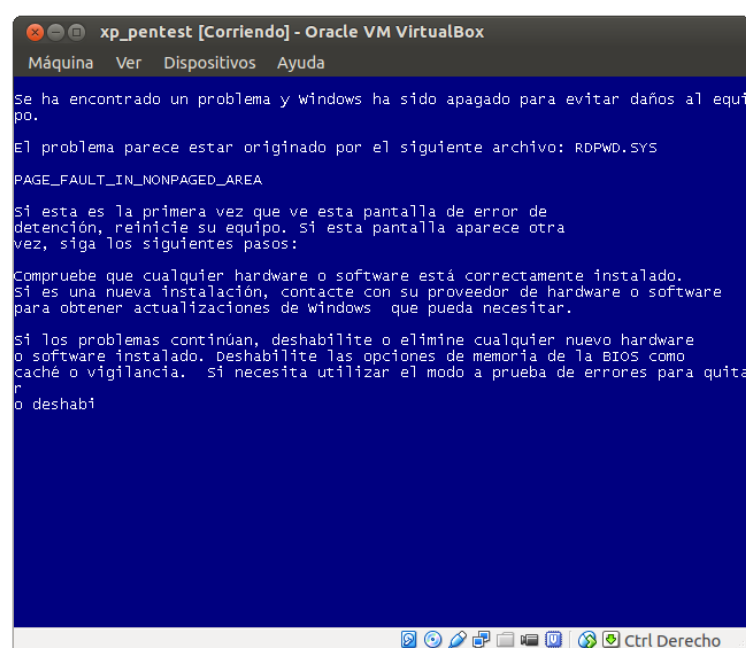 xp_pentest [Corriendo] - Oracle VM VirtualBox
Máquina Ver Dispositivos Ayuda
Se ha encontrado un problema y Windows ha sido apagado para evitar daños al equi
po.
El problema parece estar originado por el siguiente archivo: RDPWD.SYS
PAGE_FAULT_IN_NONPAGED_AREA
Si esta es la primera vez que ve esta pantalla de error de
detención, reinicie su equipo. Si esta pantalla aparece otra
vez, siga los siguientes pasos:
Compruebe que cualquier hardware o software está correctamente instalado.
Si es una nueva instalación, contacte con su proveedor de hardware o software
para obtener actualizaciones de Windows  que pueda necesitar.
Si los problemas continúan, deshabilite o elimine cualquier nuevo hardware
o software instalado. Deshabilite las opciones de memoria de la BIOS como
caché o vigilancia.  Si necesita utilizar el modo a prueba de errores para quita
r
o deshabi
Ctrl Derecho